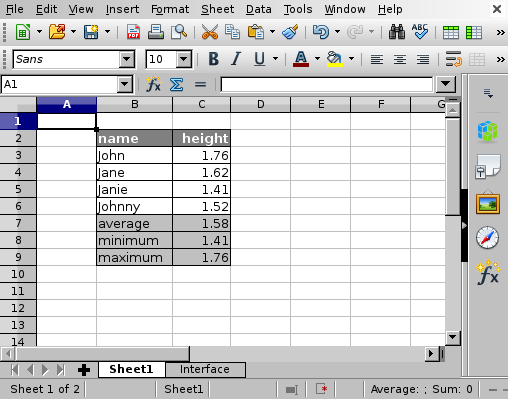 File Edit View Insert Format Sheet Data Tools Window Help
Sans 10 B I U
A1
A B C D E F G
1
2 name height
3 John 1.76
4 Jane 1.62
5 Janie 1.41
6 Johnny 1.52
7 average 1.58
8 minimum 1.41
9 maximum 1.76
10
11
12
13
14
Sheet1 Interface
Sheet 1 of 2 Sheet1 Average: ; Sum: 0